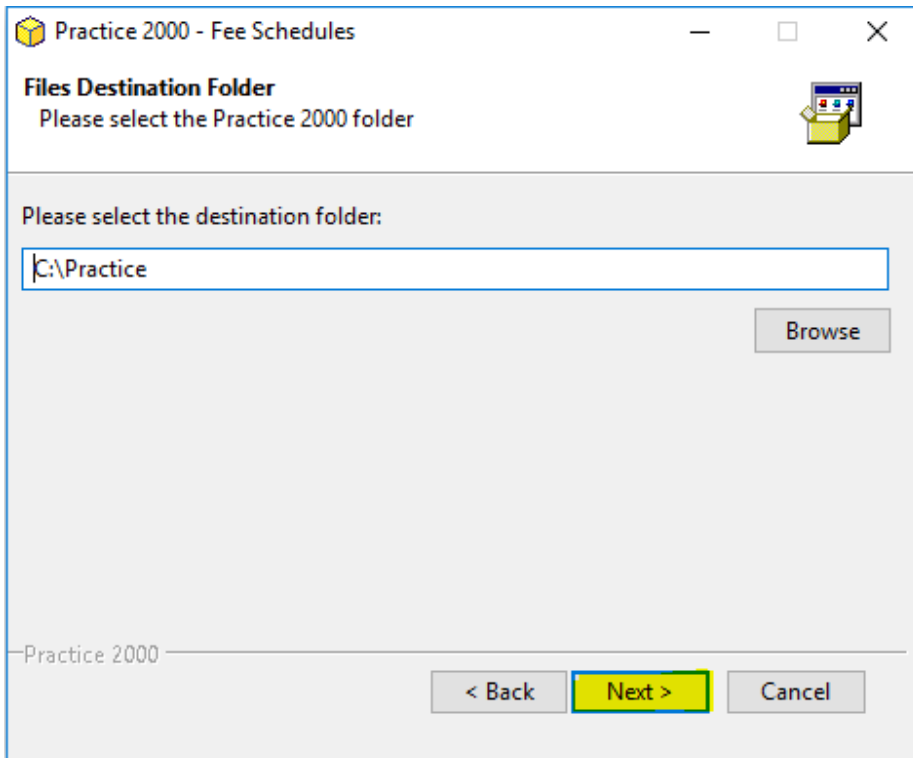 Practice 2000 - Fee Schedules
Files Destination Folder
Please select the Practice 2000 folder
Please select the destination folder:
C:\Practice
Browse
Practice 2000
< Back Next > Cancel